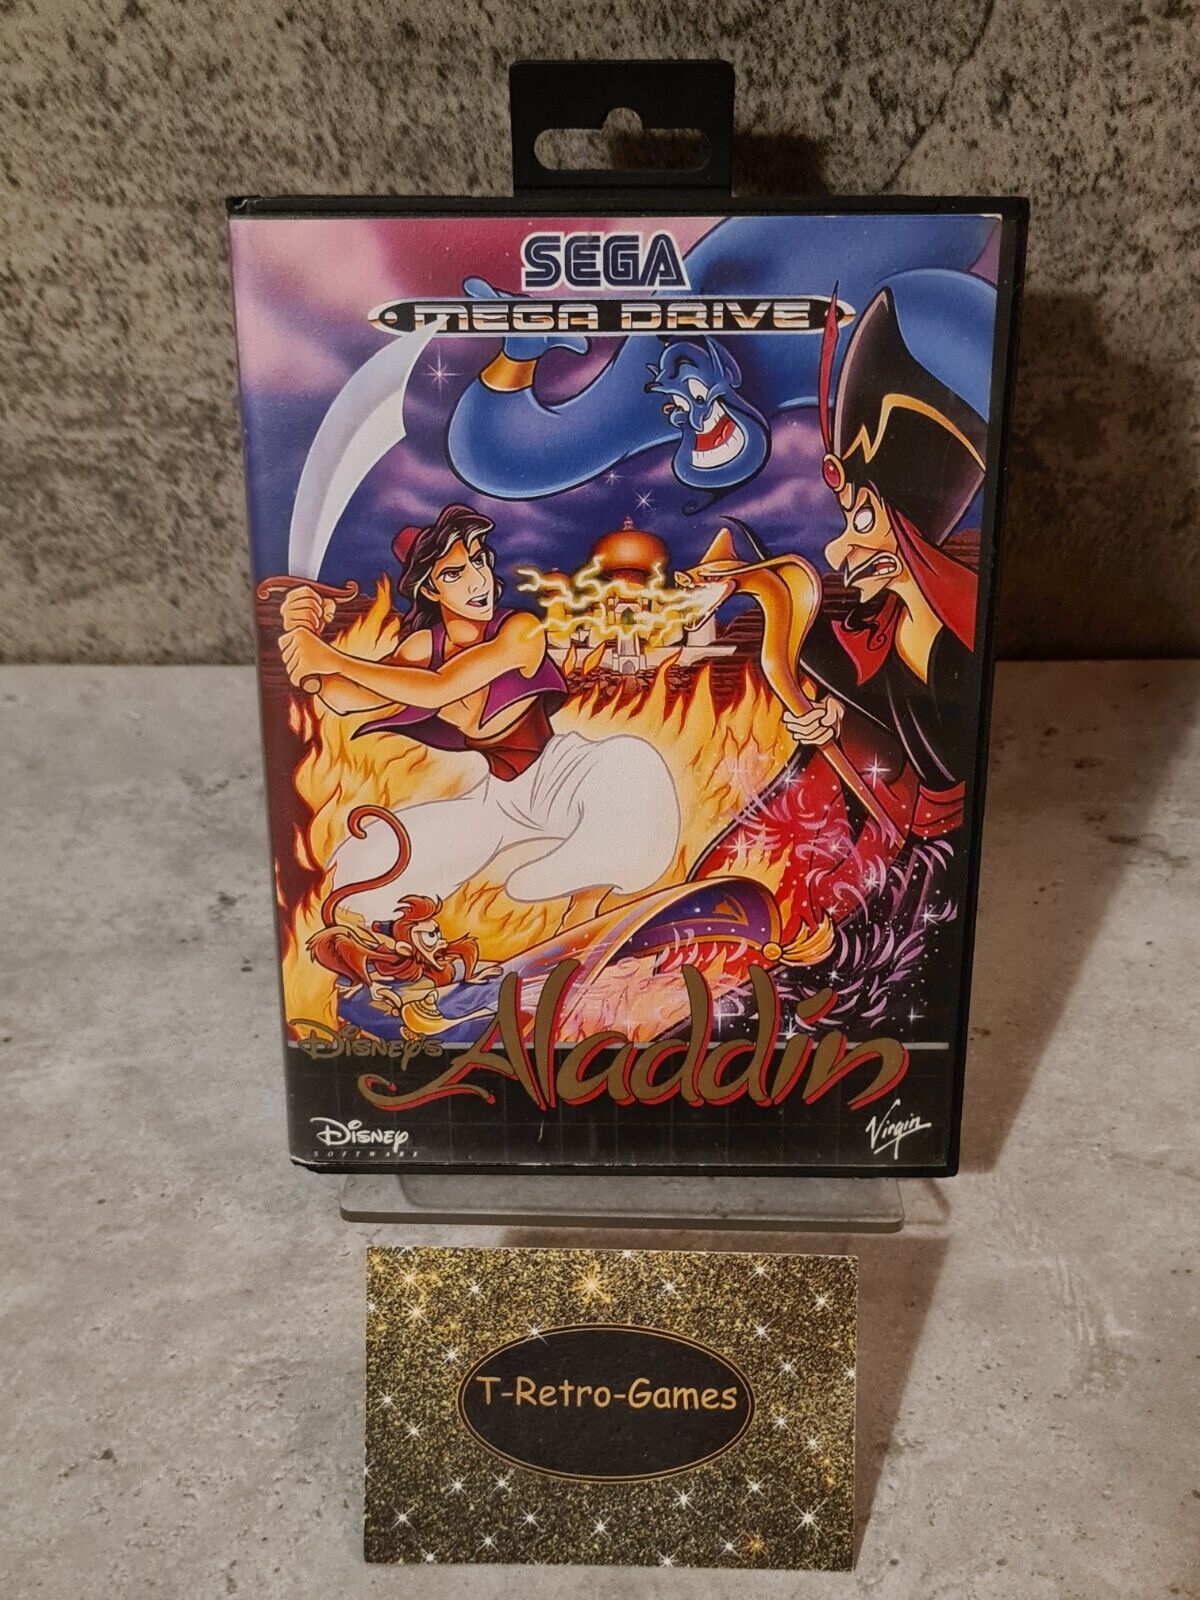 SEGA
MEGA DRIVE
DISNEY'S Aladdin
DISNEY
SOFTWARE
Virgin
T-Retro-Games